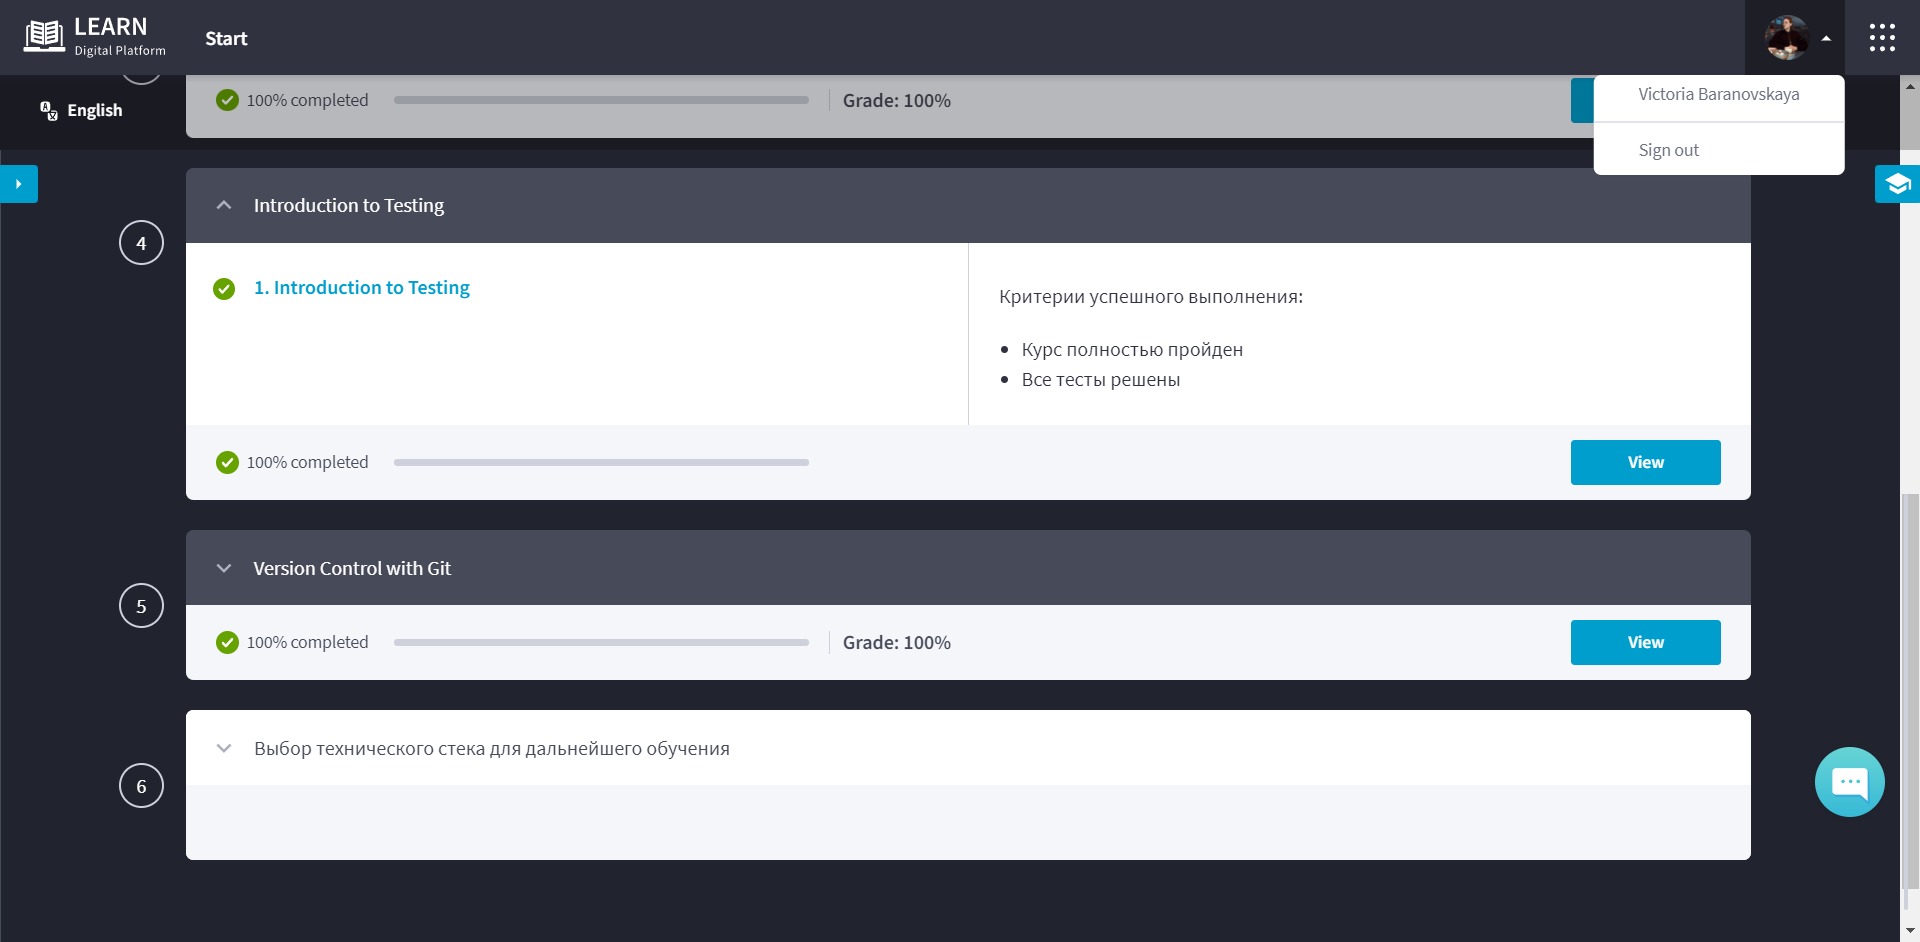 LEARN
Digital Platform
Start
Victoria Baranovskaya
Sign out
English
100% completed
Grade: 100%
4
Introduction to Testing
1. Introduction to Testing
Критерии успешного выполнения:
Курс полностью пройден
Все тесты решены
100% completed
View
5
Version Control with Git
100% completed
Grade: 100%
View
6
Выбор технического стека для дальнейшего обучения